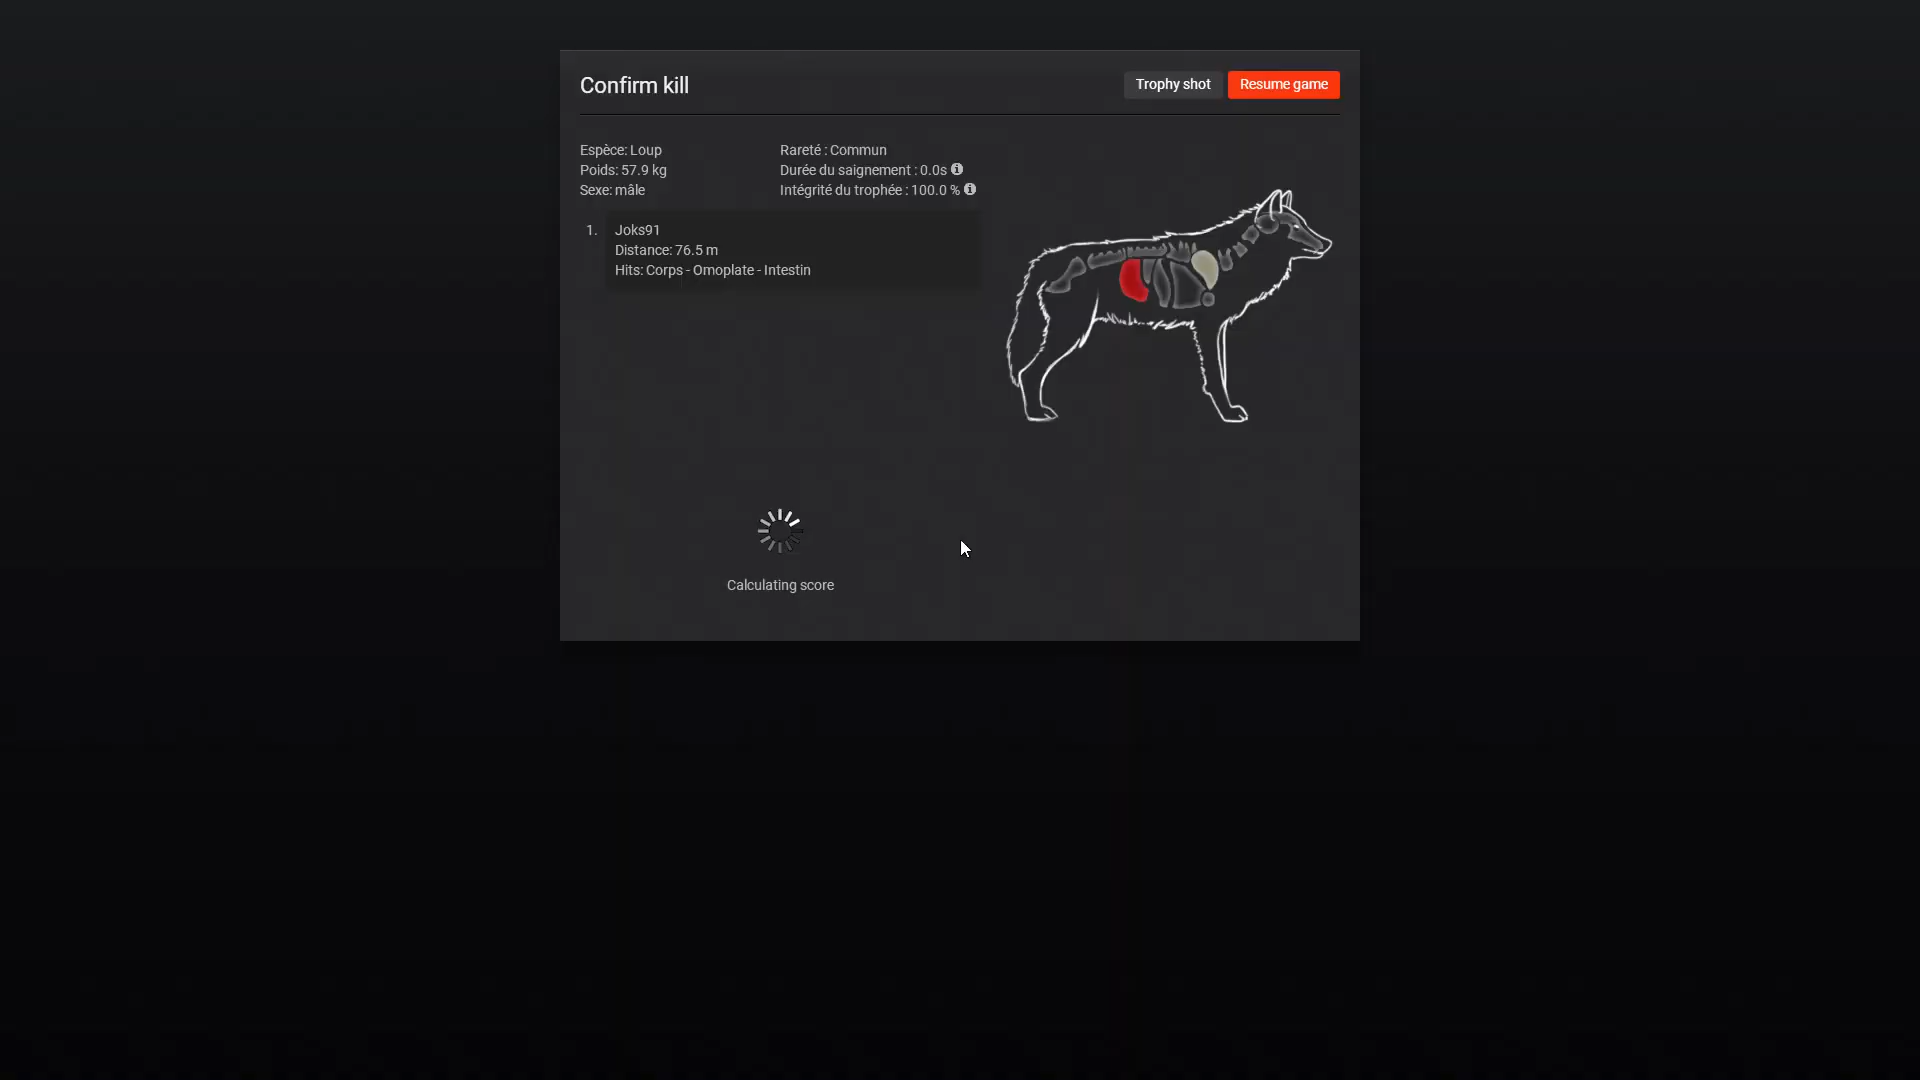 Confirm kill
Trophy shot
Resume game
Espèce: Loup
Poids: 57.9 kg
Sexe: mâle
Rareté : Commun
Durée du saignement : 0.0s
Intégrité du trophée : 100.0 %
1.
Joks91
Distance: 76.5 m
Hits: Corps - Omoplate - Intestin
Calculating score